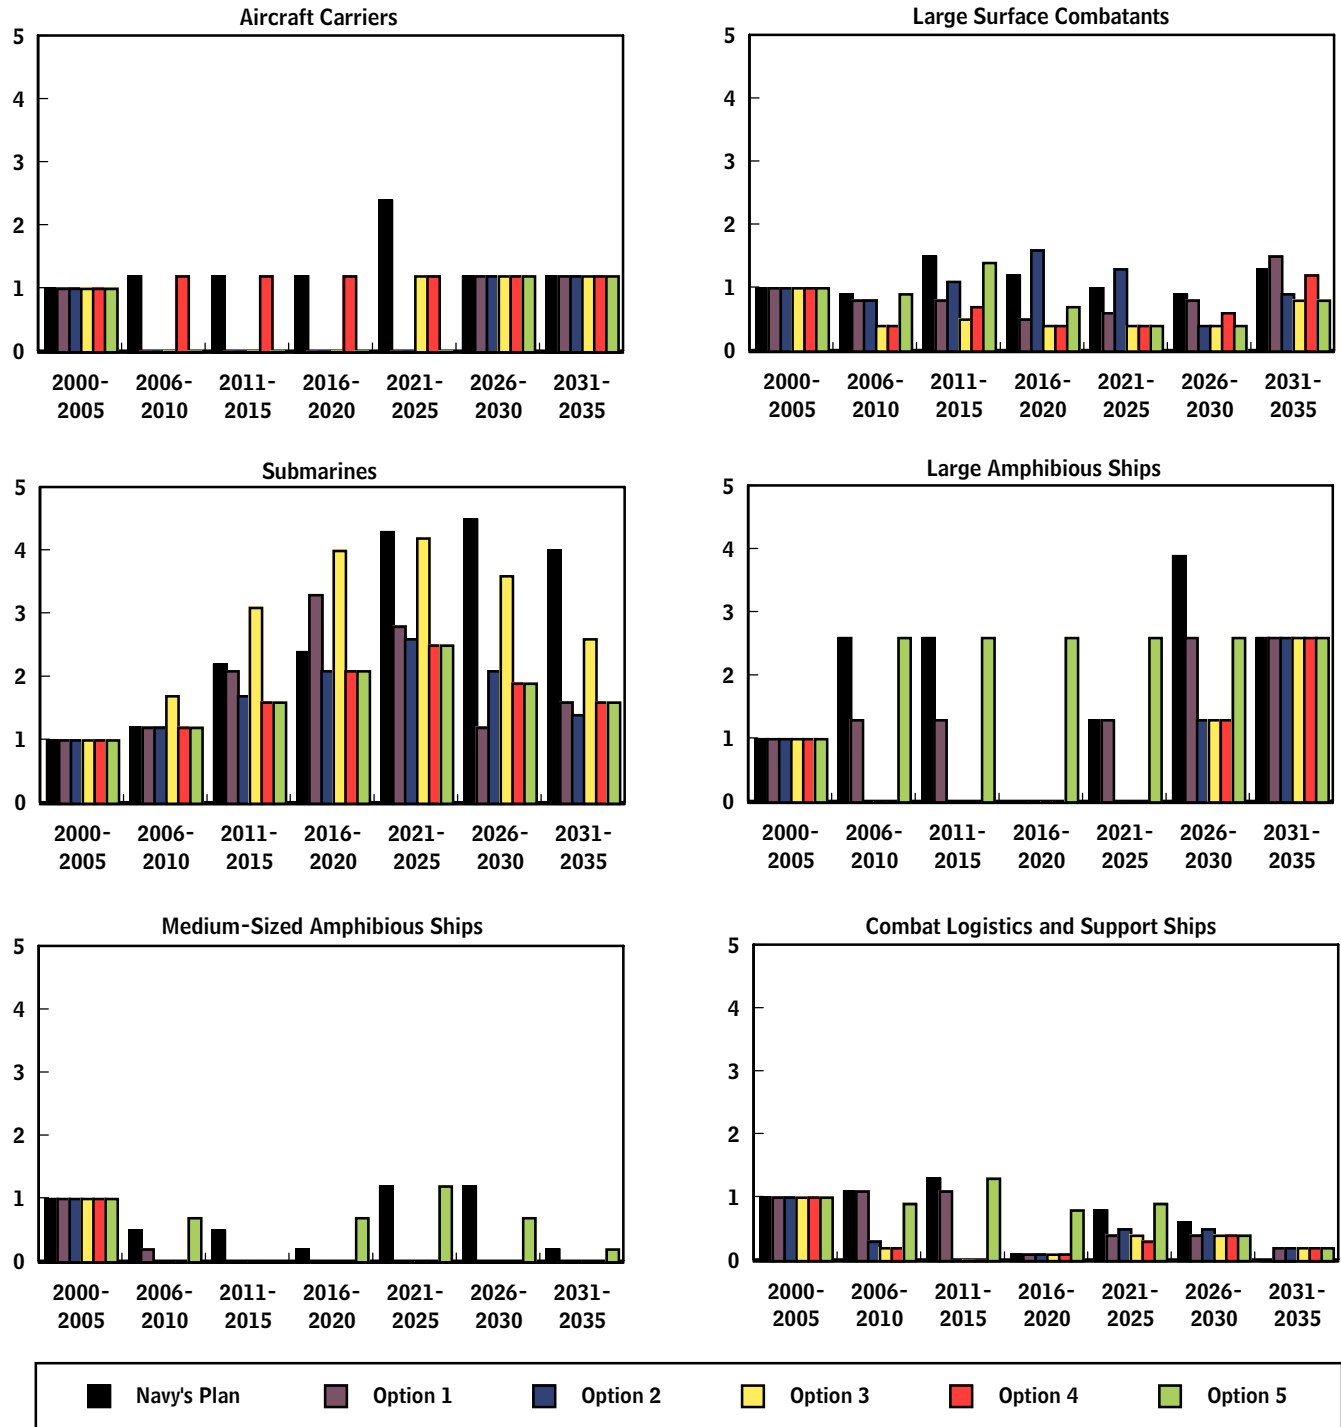 Aircraft Carriers
5
4
3
2
1
0
2000- 2006- 2011- 2016- 2021- 2026- 2031-
2005 2010 2015 2020 2025 2030 2035
Large Surface Combatants
5
4
3
2
1
0
2000- 2006- 2011- 2016- 2021- 2026- 2031-
2005 2010 2015 2020 2025 2030 2035
Submarines
5
4
3
2
1
0
2000- 2006- 2011- 2016- 2021- 2026- 2031-
2005 2010 2015 2020 2025 2030 2035
Large Amphibious Ships
5
4
3
2
1
0
2000- 2006- 2011- 2016- 2021- 2026- 2031-
2005 2010 2015 2020 2025 2030 2035
Medium-Sized Amphibious Ships
5
4
3
2
1
0
2000- 2006- 2011- 2016- 2021- 2026- 2031-
2005 2010 2015 2020 2025 2030 2035
Combat Logistics and Support Ships
5
4
3
2
1
0
2000- 2006- 2011- 2016- 2021- 2026- 2031-
2005 2010 2015 2020 2025 2030 2035
Navy's Plan Option 1 Option 2 Option 3 Option 4 Option 5